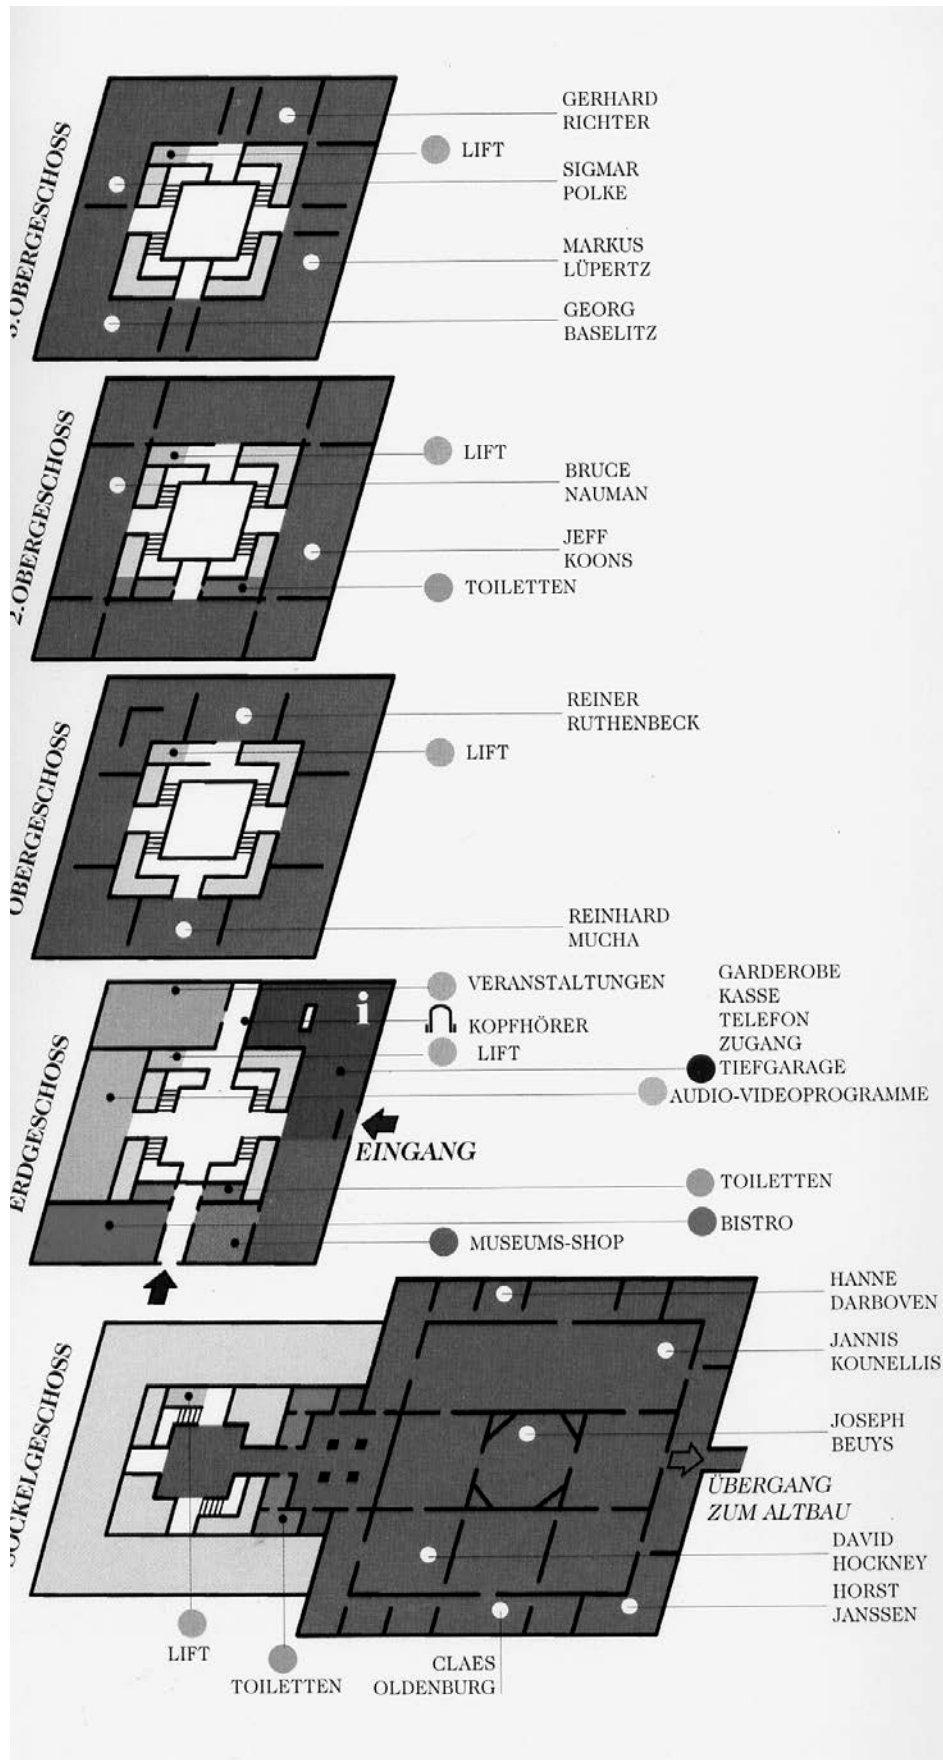 3.OBERGESCHOSS
GERHARD
RICHTER
LIFT
SIGMAR
POLKE
MARKUS
LÜPERTZ
GEORG
BASELITZ
2.OBERGESCHOSS
LIFT
BRUCE
NAUMAN
JEFF
KOONS
TOILETTEN
OBERGESCHOSS
REINER
RUTHENBECK
LIFT
REINHARD
MUCHA
ERDGESCHOSS
VERANSTALTUNGEN
i
KOPFHÖRER
LIFT
GARDEROBE
KASSE
TELEFON
ZUGANG
TIEFGARAGE
AUDIO-VIDEOPROGRAMME
EINGANG
TOILETTEN
BISTRO
MUSEUMS-SHOP
SOCKELGESCHOSS
HANNE
DARBOVEN
JANNIS
KOUNELLIS
JOSEPH
BEUYS
ÜBERGANG
ZUM ALTBAU
DAVID
HOCKNEY
HORST
JANSSEN
LIFT
TOILETTEN
CLAES
OLDENBURG